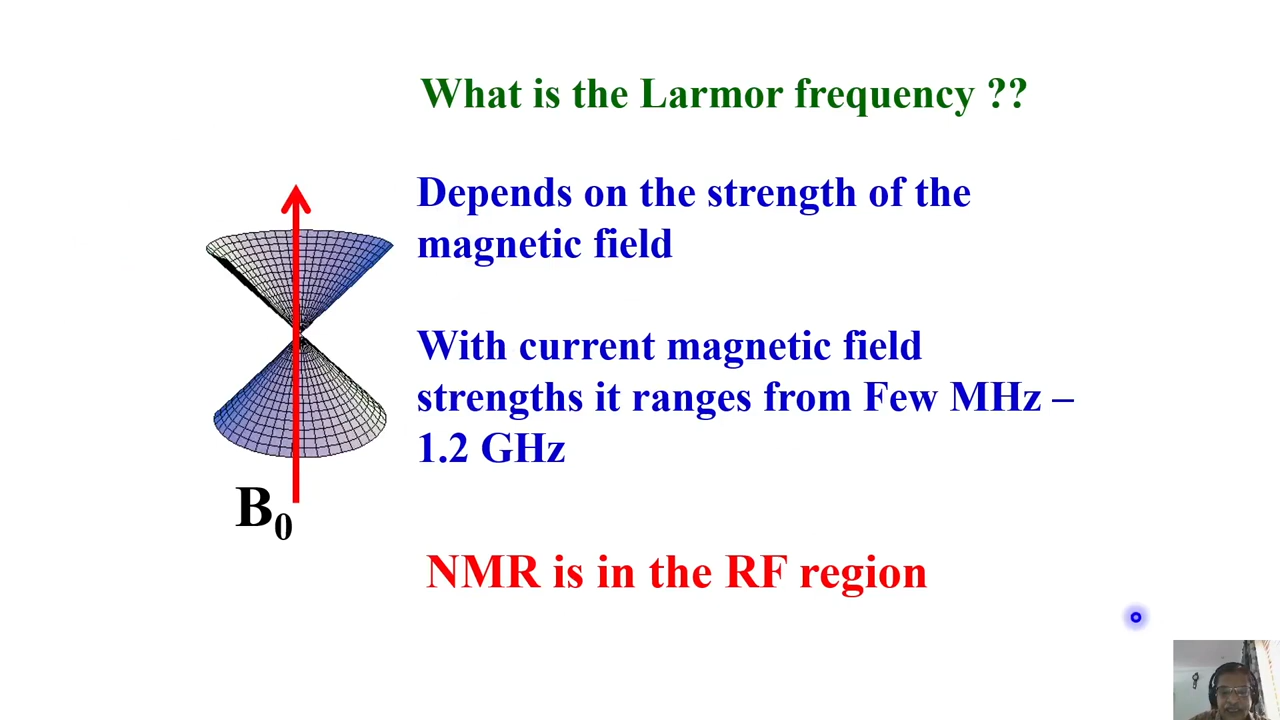 What is the Larmor frequency ??
Depends on the strength of the
magnetic field
With current magnetic field
strengths it ranges from Few MHz –
1.2 GHz
B₀
NMR is in the RF region